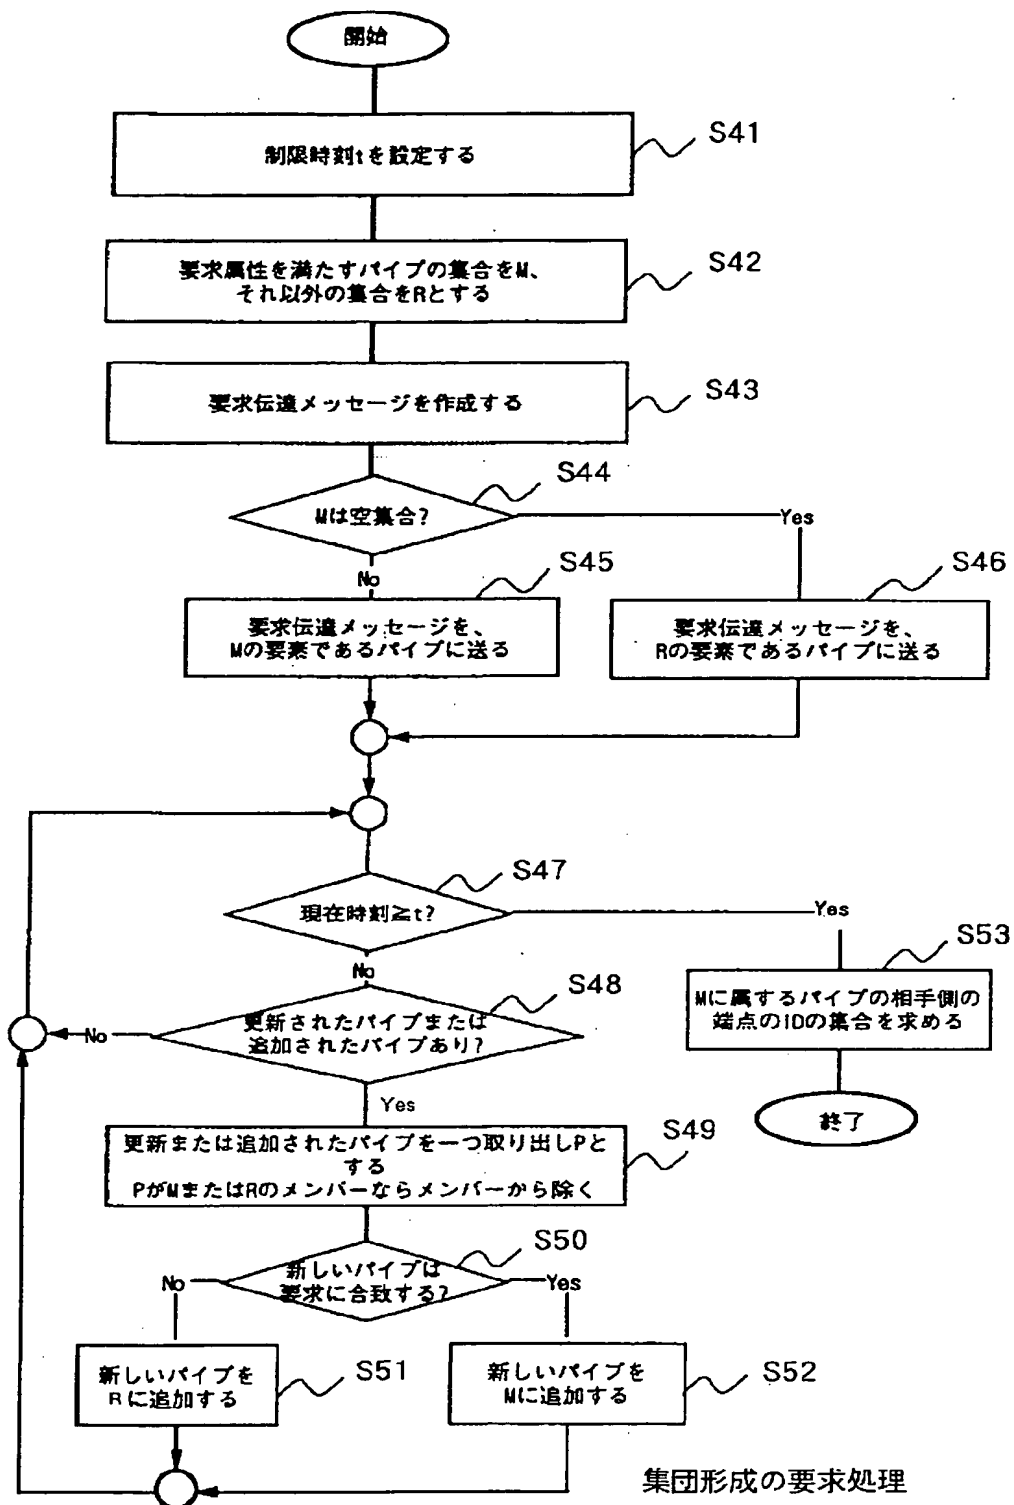 開始
S41
制限時刻tを設定する
S42
要求属性を満たすパイプの集合をM、
それ以外の集合をRとする
S43
要求伝達メッセージを作成する
S44
Mは空集合?
Yes
No
S45
要求伝達メッセージを、
Mの要素であるパイプに送る
S46
要求伝達メッセージを、
Rの要素であるパイプに送る
S47
現在時刻≧t?
Yes
No
S53
Mに属するパイプの相手側の
端点のIDの集合を求める
終了
S48
更新されたパイプまたは
追加されたパイプあり?
No
Yes
S49
更新または追加されたパイプを一つ取り出しPと
する
PがMまたはRのメンバーならメンバーから除く
S50
新しいパイプは
要求に合致する?
No
Yes
S51
新しいパイプを
Rに追加する
S52
新しいパイプを
Mに追加する
集団形成の要求処理